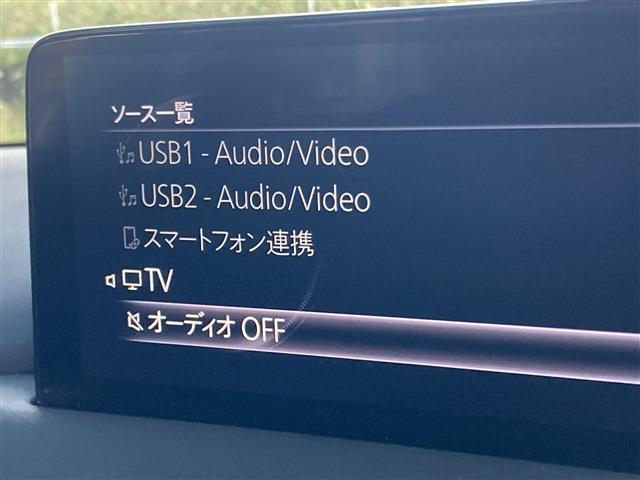 ソース一覧
USB1 - Audio/Video
USB2 - Audio/Video
スマートフォン連携
TV
オーディオ OFF